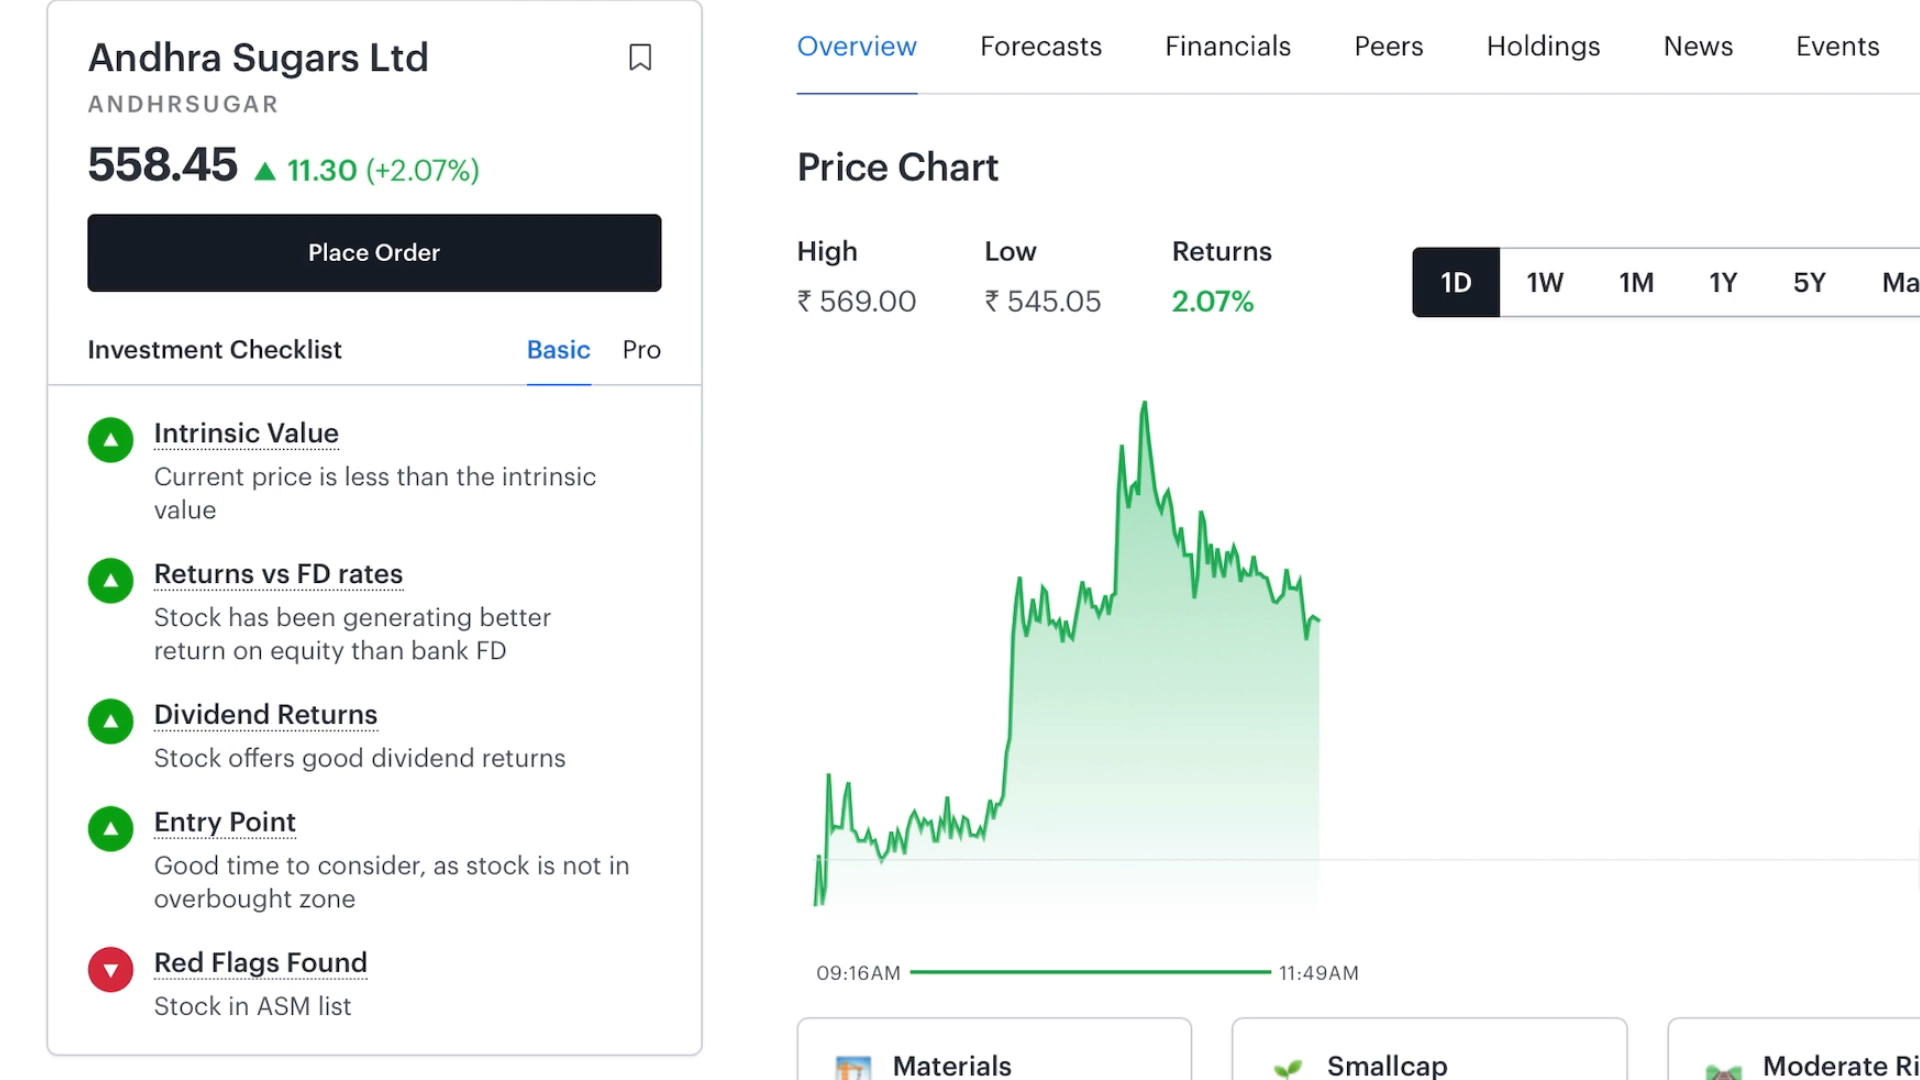 Andhra Sugars Ltd
ANDHRSUGAR
558.45 ▲ 11.30 (+2.07%)
Place Order
Investment Checklist Basic Pro
Intrinsic Value
Current price is less than the intrinsic
value
Returns vs FD rates
Stock has been generating better
return on equity than bank FD
Dividend Returns
Stock offers good dividend returns
Entry Point
Good time to consider, as stock is not in
overbought zone
Red Flags Found
Stock in ASM list
Overview Forecasts Financials Peers Holdings News Events
Price Chart
High Low Returns
₹ 569.00 ₹ 545.05 2.07%
1D 1W 1M 1Y 5Y Ma
09:16AM 11:49AM
Materials Smallcap Moderate Ri